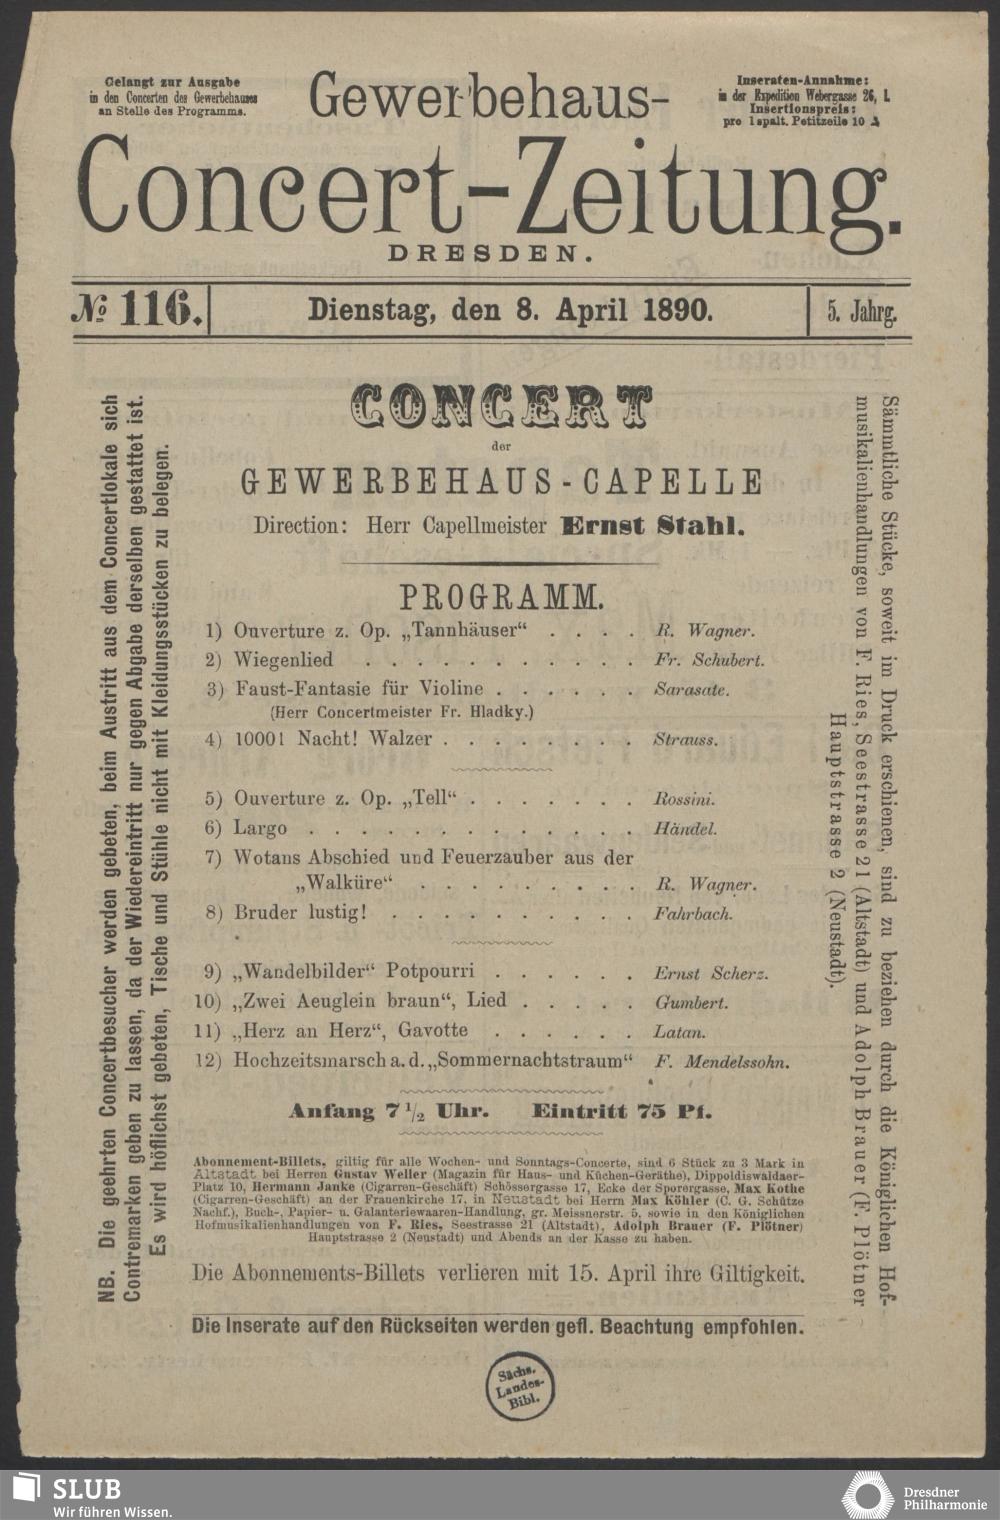 Gelangt zur Ausgabe
in den Concerten des Gewerbehauses
an Stelle des Programms.
Gewerbehaus-
Inseraten-Annahme:
in der Expedition Webergasse 26, I.
Insertionspreis:
pro 1spalt. Petitzeile 10 ₰
Concert-Zeitung.
DRESDEN.
№ 116.
Dienstag, den 8. April 1890.
5. Jahrg.
CONCERT
der
GEWERBEHAUS-CAPELLE
Direction: Herr Capellmeister Ernst Stahl.
PROGRAMM.
1) Ouverture z. Op. „Tannhäuser“ . . . . R. Wagner.
2) Wiegenlied . . . . . . . . . . . Fr. Schubert.
3) Faust-Fantasie für Violine . . . . . . Sarasate.
(Herr Concertmeister Fr. Hladky.)
4) 1000! Nacht! Walzer . . . . . . . . Strauss.
5) Ouverture z. Op. „Tell“ . . . . . . . Rossini.
6) Largo . . . . . . . . . . . . . Händel.
7) Wotans Abschied und Feuerzauber aus der
„Walküre“ . . . . . . . . . R. Wagner.
8) Bruder lustig! . . . . . . . . . . Fahrbach.
9) „Wandelbilder“ Potpourri . . . . . . Ernst Scherz.
10) „Zwei Aeuglein braun“, Lied . . . . . Gumbert.
11) „Herz an Herz“, Gavotte . . . . . . Latan.
12) Hochzeitsmarsch a. d. „Sommernachtstraum“ F. Mendelssohn.
Anfang 7 1/2 Uhr. Eintritt 75 Pf.
Abonnement-Billets, giltig für alle Wochen- und Sonntags-Concerte, sind 6 Stück zu 3 Mark in
Altstadt bei Herren Gustav Weller (Magazin für Haus- und Küchen-Geräthe), Dippoldiswaldaer-
Platz 10, Hermann Janke (Cigarren-Geschäft) Schössergasse 17, Ecke der Sporergasse, Max Kothe
(Cigarren-Geschäft) an der Frauenkirche 17, in Neustadt bei Herrn Max Köhler (C. G. Schütze
Nachf.), Buch-, Papier- u. Galanteriewaaren-Handlung, gr. Meissnerstr. 5, sowie in den Königlichen
Hofmusikalienhandlungen von F. Ries, Seestrasse 21 (Altstadt), Adolph Brauer (F. Plötner)
Hauptstrasse 2 (Neustadt) und Abends an der Kasse zu haben.
Die Abonnements-Billets verlieren mit 15. April ihre Giltigkeit.
Die Inserate auf den Rückseiten werden gefl. Beachtung empfohlen.
NB. Die geehrten Concertbesucher werden gebeten, beim Austritt aus dem Concertlokale sich
Contremarken geben zu lassen, da der Wiedereintritt nur gegen Abgabe derselben gestattet ist.
Es wird höflichst gebeten, Tische und Stühle nicht mit Kleidungsstücken zu belegen.
Sämmtliche Stücke, soweit im Druck erschienen, sind zu beziehen durch die Königlichen Hof-
musikalienhandlungen von F. Ries, Seestrasse 21 (Altstadt) und Adolph Brauer (F. Plötner
Hauptstrasse 2 (Neustadt).
Sächs.
Landes-
Bibl.
SLUB
Wir führen Wissen.
Dresdner
Philharmonie